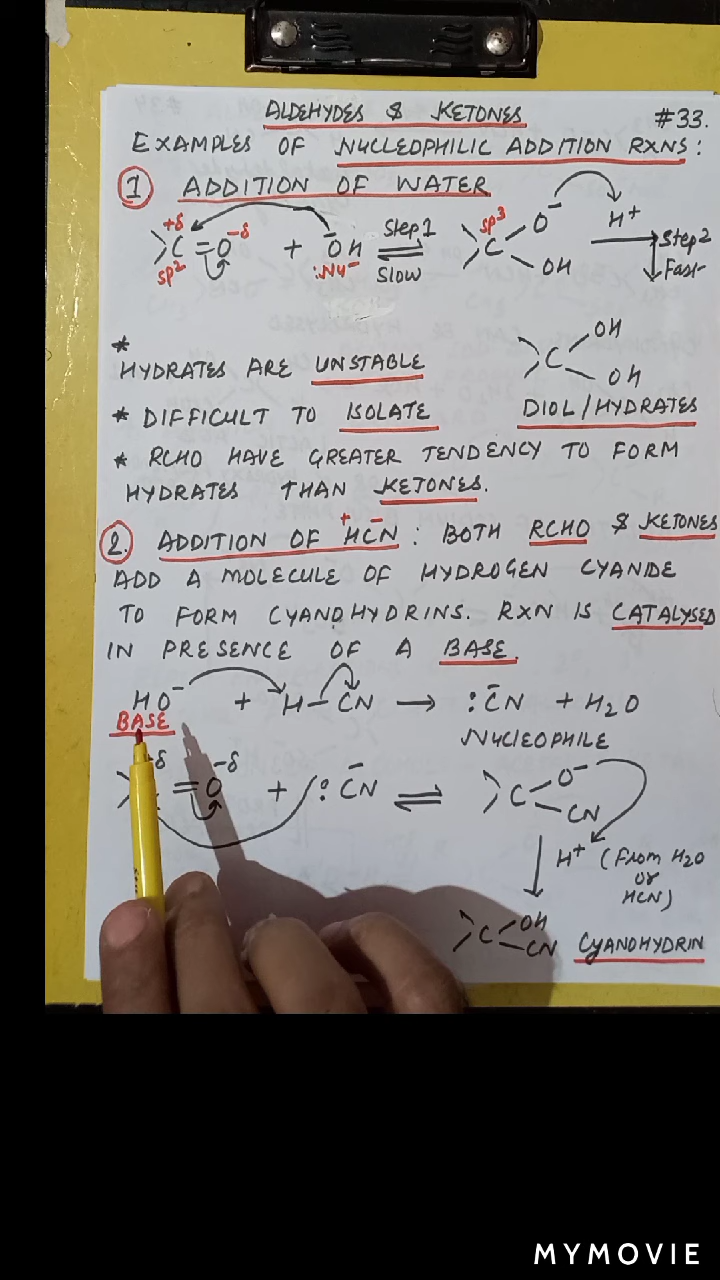 ALDEHYDES & KETONES #33.
EXAMPLES OF NUCLEOPHILIC ADDITION RXNS:
1 ADDITION OF WATER
+δ C sp² = O -δ + ŌH :Nu⁻ ⇌ Step 1 Slow sp³ C O⁻ OH H⁺ → Step 2 ↓ Fast
* HYDRATES ARE UNSTABLE
C OH OH
* DIFFICULT TO ISOLATE DIOL/HYDRATES
* RCHO HAVE GREATER TENDENCY TO FORM
HYDRATES THAN KETONES.
2. ADDITION OF H⁺C̄N : BOTH RCHO & KETONES
ADD A MOLECULE OF HYDROGEN CYANIDE
TO FORM CYANOHYDRINS. RXN IS CATALYSED
IN PRESENCE OF A BASE.
HO⁻ + H-CN → :C̄N + H2O
BASE NUCLEOPHILE
δ = O -δ + :C̄N ⇌ C O⁻ CN
↓ H⁺ (From H2O
or
HCN)
C OH CN CYANOHYDRIN
MYMOVIE